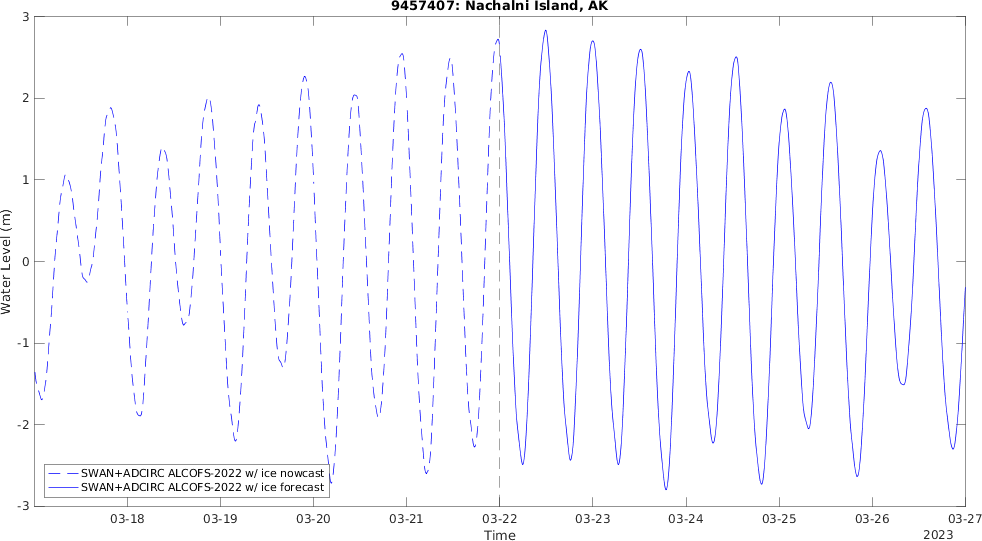 9457407: Nachalni Island, AK
3
2
1
0
-1
-2
-3
Water Level (m)
SWAN+ADCIRC ALCOFS-2022 w/ ice nowcast
SWAN+ADCIRC ALCOFS-2022 w/ ice forecast
03-18 03-19 03-20 03-21 03-22 03-23 03-24 03-25 03-26 03-27
Time
2023